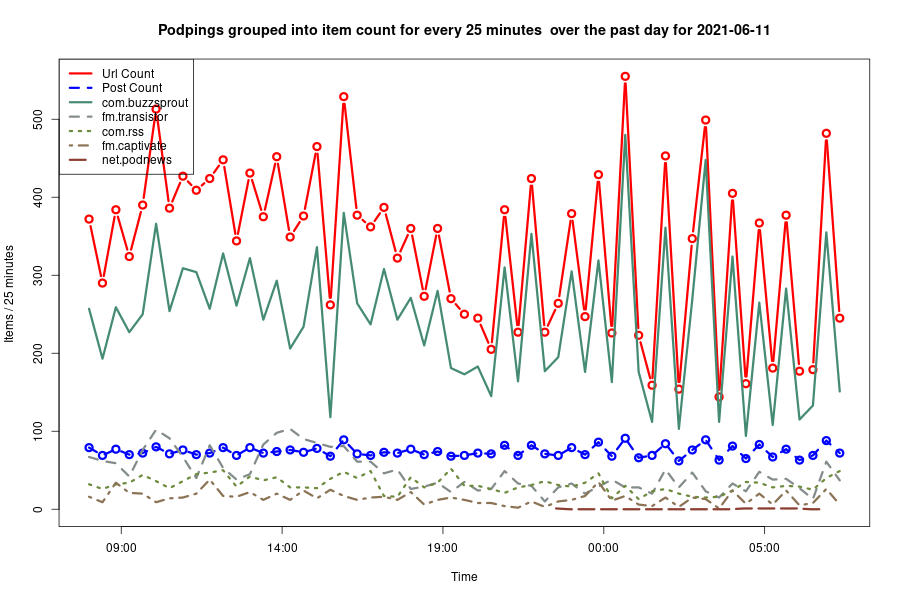 Podpings grouped into item count for every 25 minutes  over the past day for 2021-06-11
Url Count
Post Count
com.buzzsprout
fm.transistor
com.rss
fm.captivate
net.podnews
500
400
300
200
100
0
Items / 25 minutes
09:00 14:00 19:00 00:00 05:00
Time